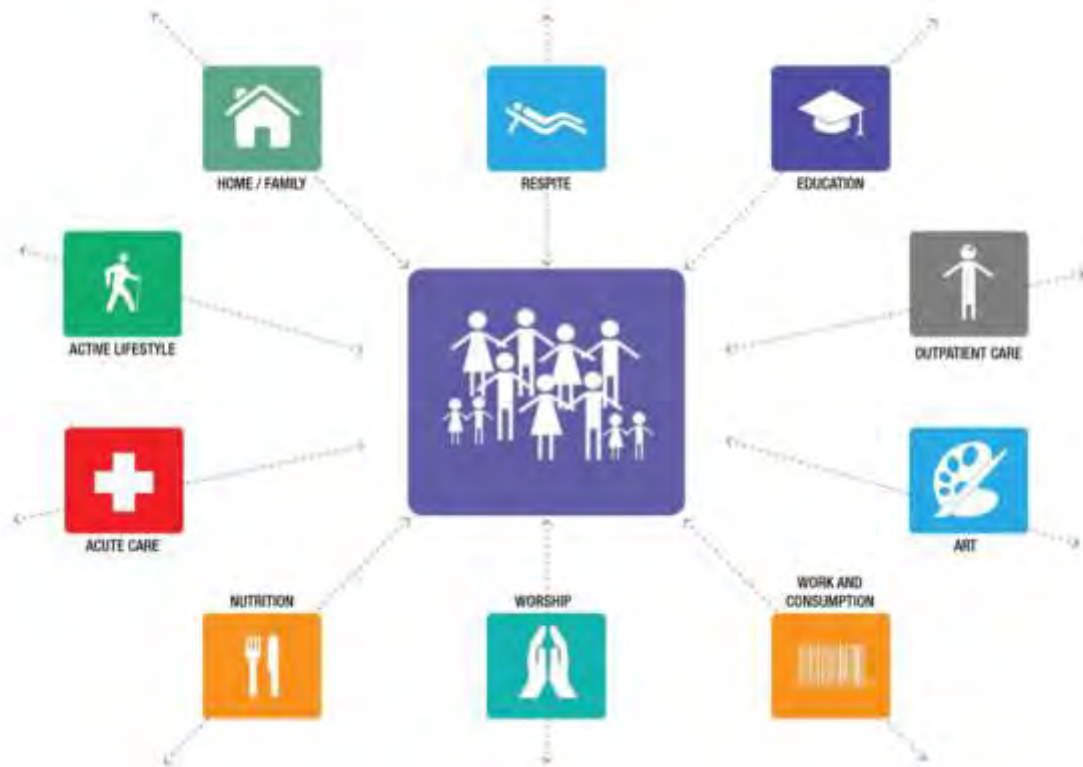 HOME / FAMILY
RESPITE
EDUCATION
ACTIVE LIFESTYLE
OUTPATIENT CARE
ACUTE CARE
ART
NUTRITION
WORSHIP
WORK AND
CONSUMPTION